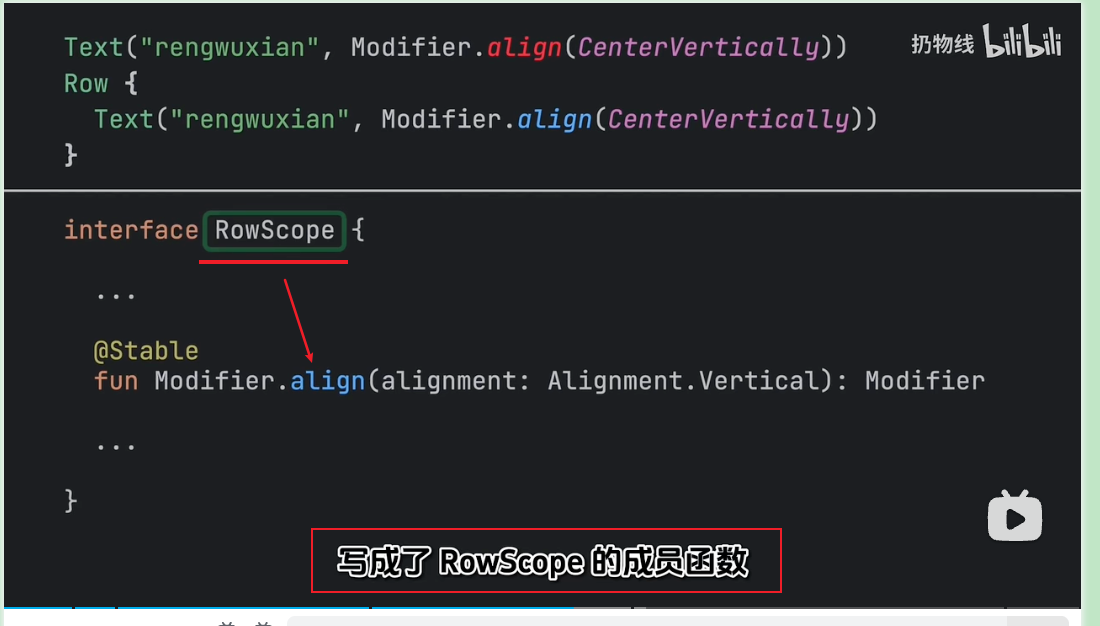 Text("rengwuxian", Modifier.align(CenterVertically))
扔物线 bilibili
Row {
Text("rengwuxian", Modifier.align(CenterVertically))
}
interface RowScope {
...
@Stable
fun Modifier.align(alignment: Alignment.Vertical): Modifier
...
}
写成了 RowScope 的成员函数